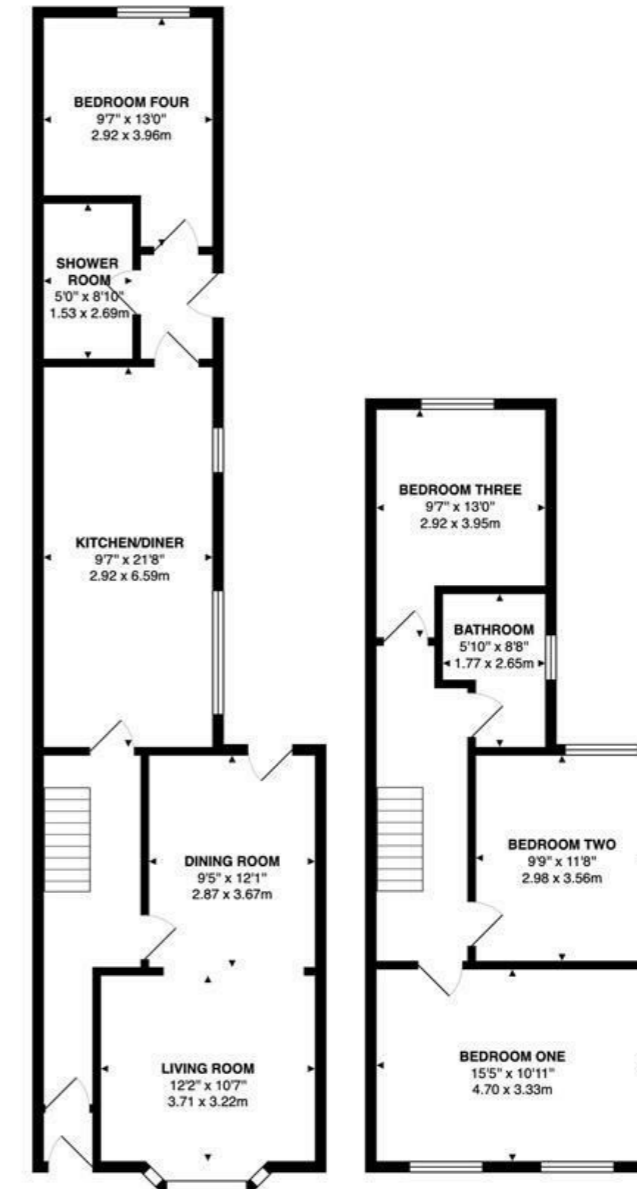 BEDROOM FOUR
9'7" x 13'0"
2.92 x 3.96m
SHOWER
ROOM
5'0" x 8'10"
1.53 x 2.69m
KITCHEN/DINER
9'7" x 21'8"
2.92 x 6.59m
DINING ROOM
9'5" x 12'1"
2.87 x 3.67m
LIVING ROOM
12'2" x 10'7"
3.71 x 3.22m
BEDROOM THREE
9'7" x 13'0"
2.92 x 3.95m
BATHROOM
5'10" x 8'8"
1.77 x 2.65m
BEDROOM TWO
9'9" x 11'8"
2.98 x 3.56m
BEDROOM ONE
15'5" x 10'11"
4.70 x 3.33m